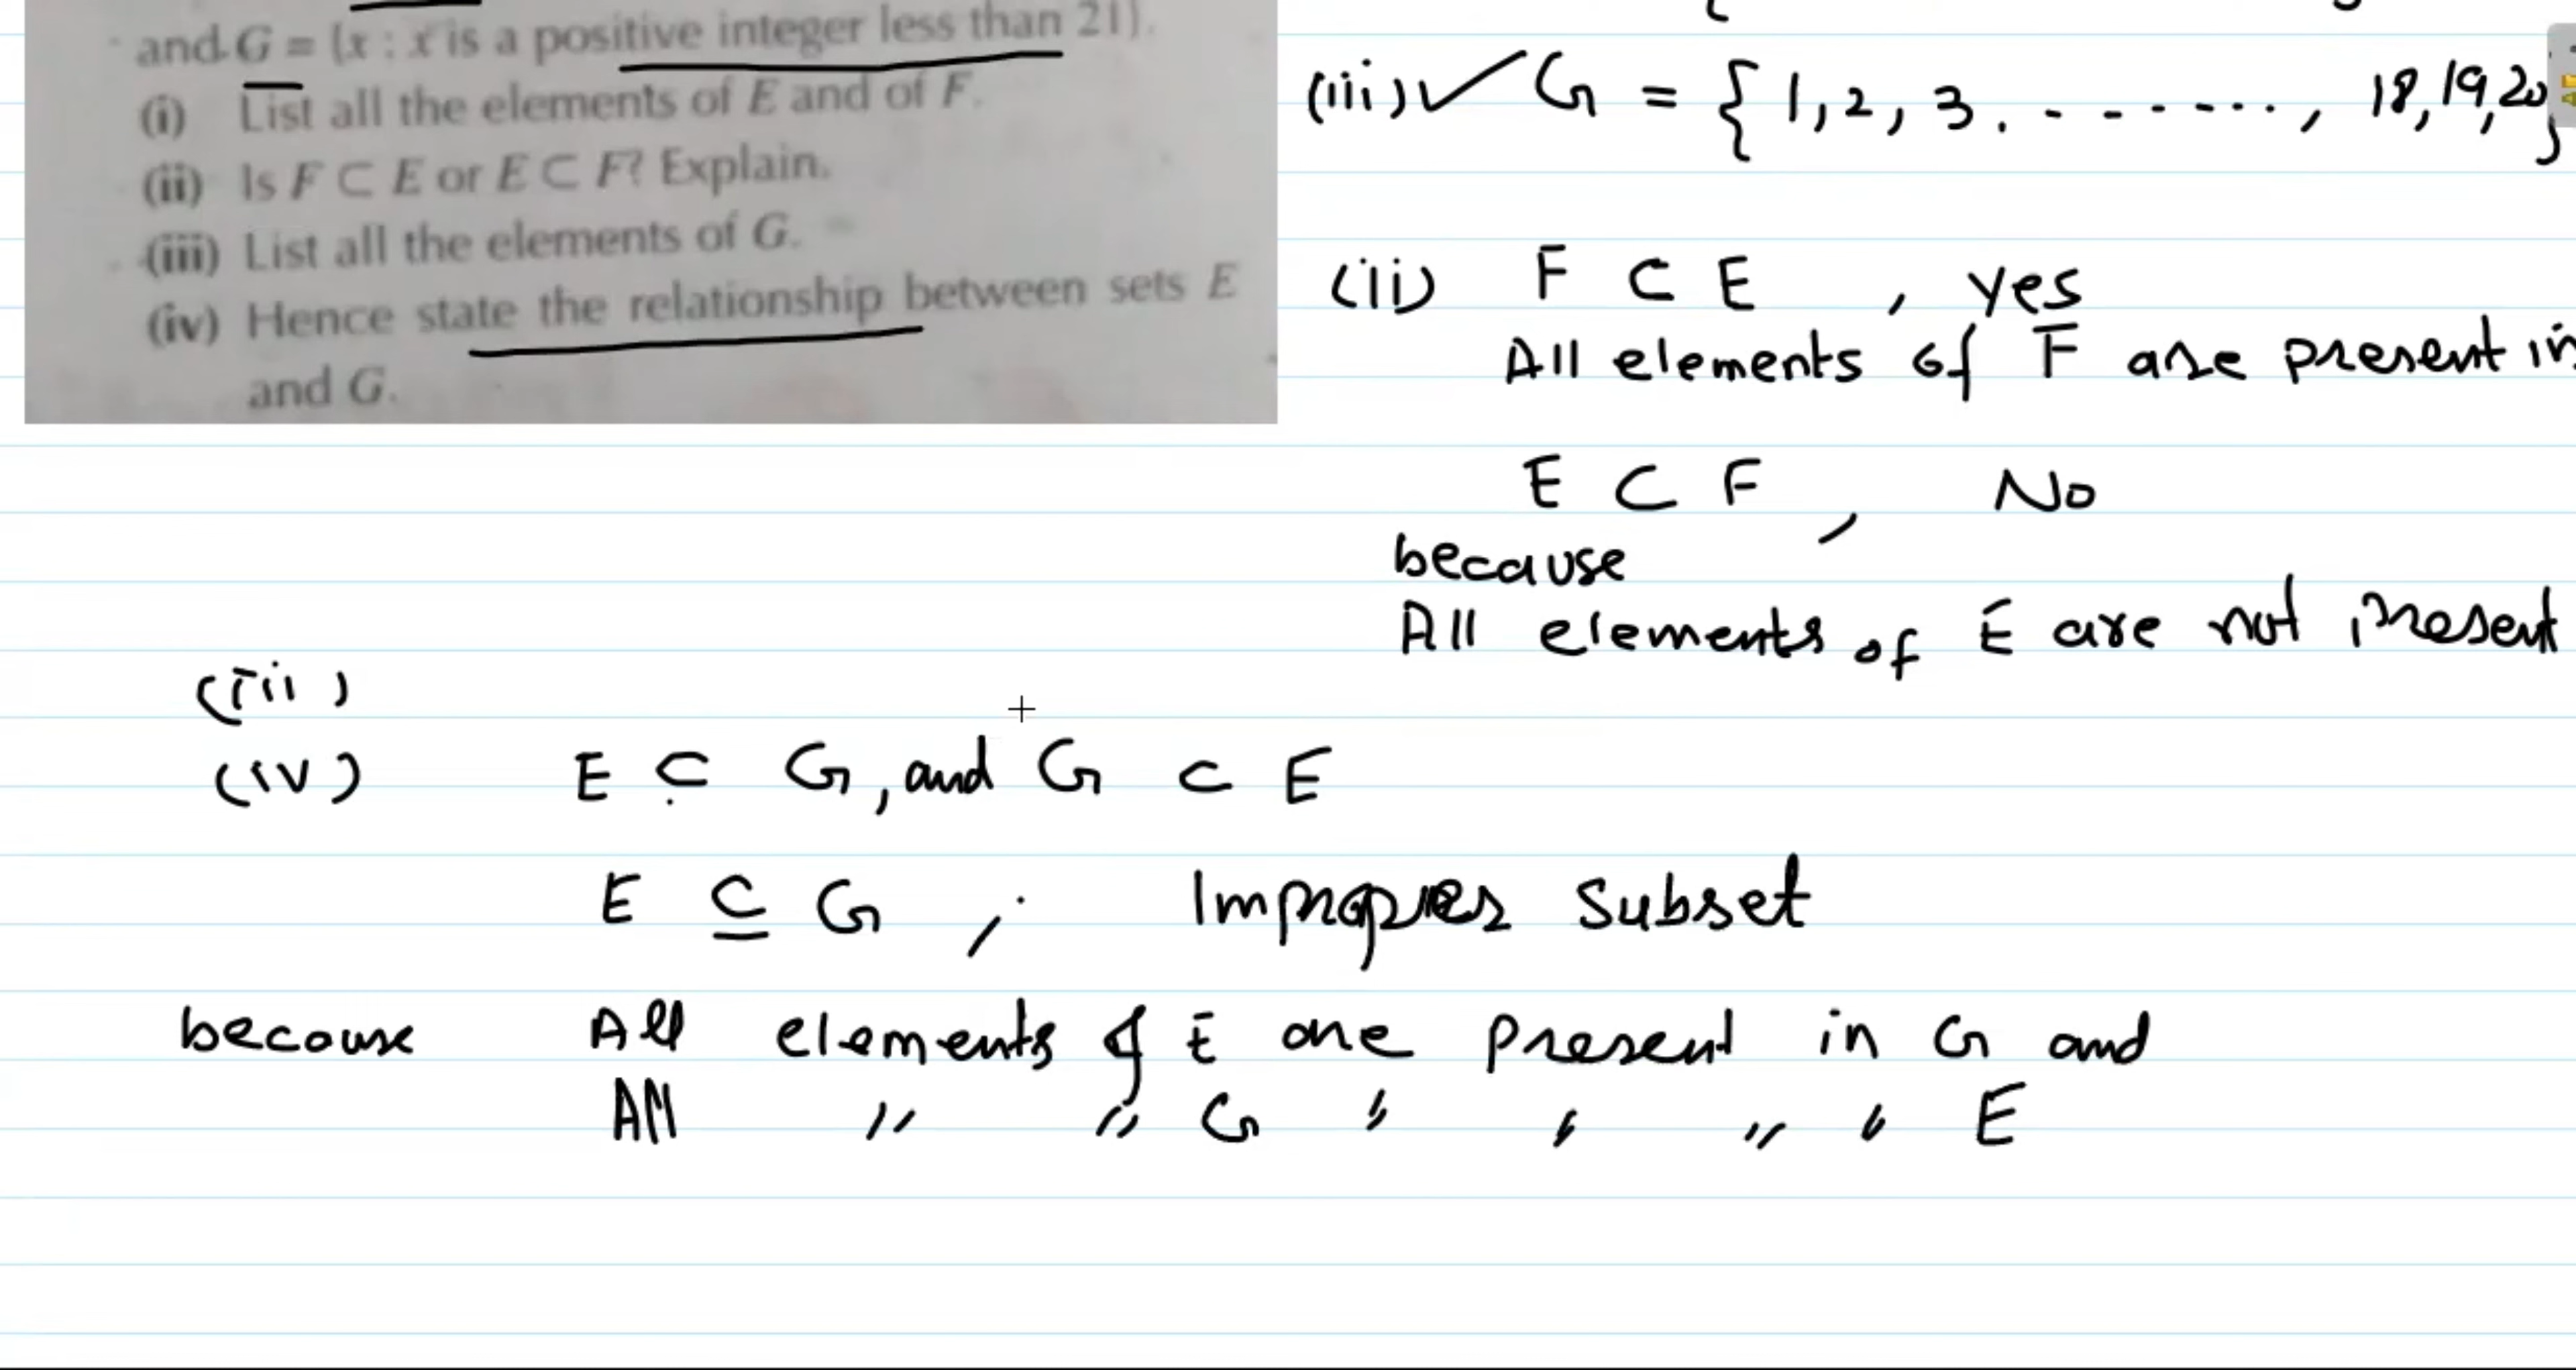 and G = {x : x is a positive integer less than 21}.
(i) List all the elements of E and of F.
(ii) Is F ⊂ E or E ⊂ F? Explain.
(iii) List all the elements of G.
(iv) Hence state the relationship between sets E
and G.
(iii) ✓ G = { 1, 2, 3. - - - - - . . , 18, 19, 20 }
(ii) F ⊂ E , yes
All elements of F are present in
E ⊂ F , No
because
All elements of E are not present
(iii)
(iv) E ⊂ G, and G ⊂ E
E ⊆ G , Improper subset
because All elements of E are present in G and
All " " G " " " " E